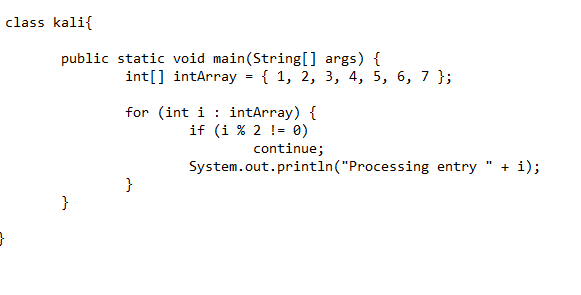 class kali{
public static void main(String[] args) {
int[] intArray = { 1, 2, 3, 4, 5, 6, 7 };
for (int i : intArray) {
if (i % 2 != 0)
continue;
System.out.println("Processing entry " + i);
}
}
}